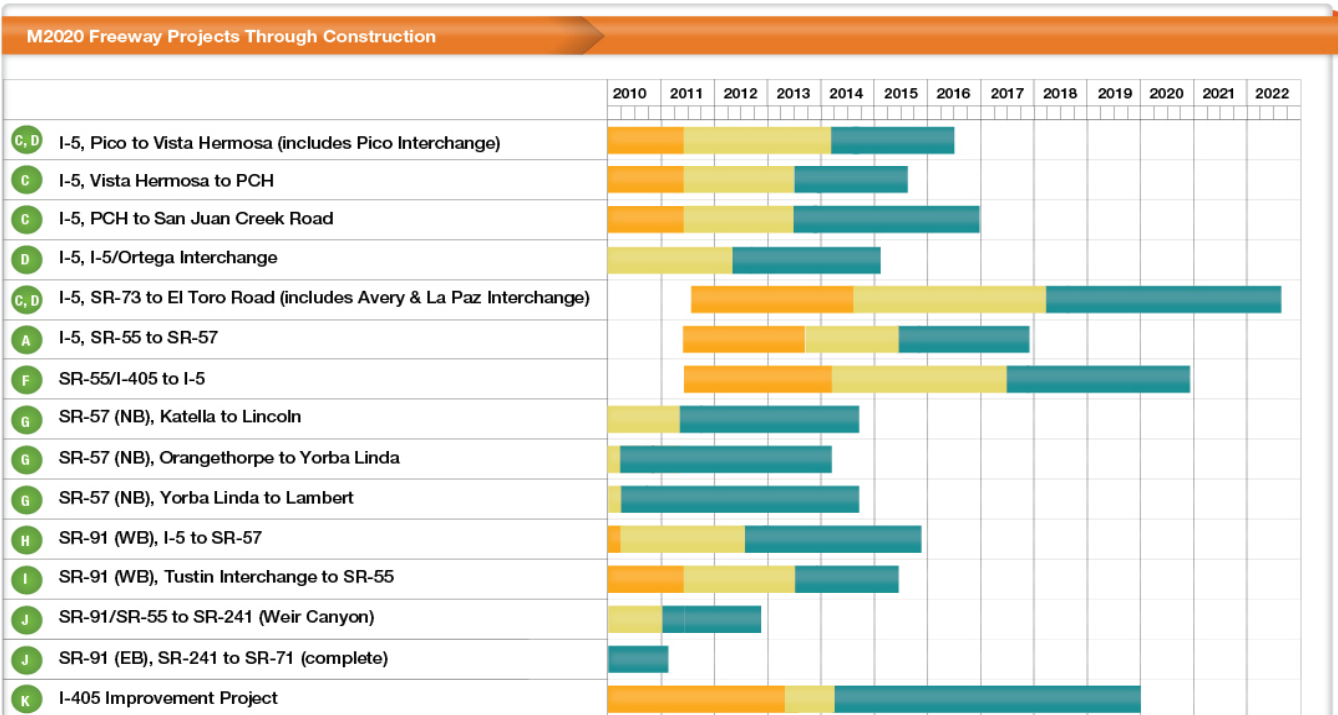 M2020 Freeway Projects Through Construction
2010 2011 2012 2013 2014 2015 2016 2017 2018 2019 2020 2021 2022
C, D I-5, Pico to Vista Hermosa (includes Pico Interchange)
C I-5, Vista Hermosa to PCH
C I-5, PCH to San Juan Creek Road
D I-5, I-5/Ortega Interchange
C, D I-5, SR-73 to El Toro Road (includes Avery & La Paz Interchange)
A I-5, SR-55 to SR-57
F SR-55/I-405 to I-5
G SR-57 (NB), Katella to Lincoln
G SR-57 (NB), Orangethorpe to Yorba Linda
G SR-57 (NB), Yorba Linda to Lambert
H SR-91 (WB), I-5 to SR-57
I SR-91 (WB), Tustin Interchange to SR-55
J SR-91/SR-55 to SR-241 (Weir Canyon)
J SR-91 (EB), SR-241 to SR-71 (complete)
K I-405 Improvement Project